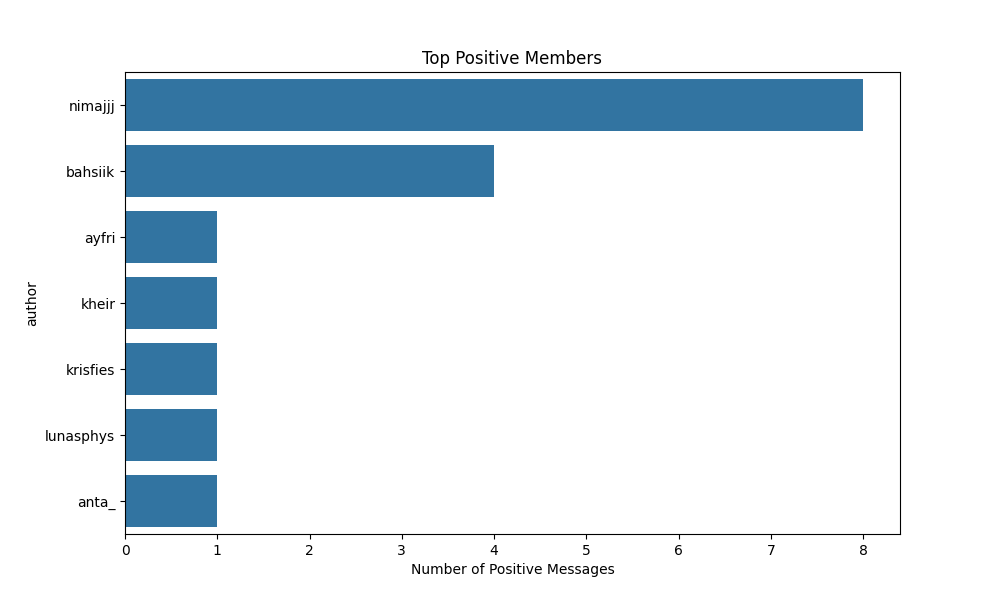 Top Positive Members
nimajjj
bahsiik
ayfri
kheir
krisfies
lunasphys
anta_
author
0 1 2 3 4 5 6 7 8
Number of Positive Messages